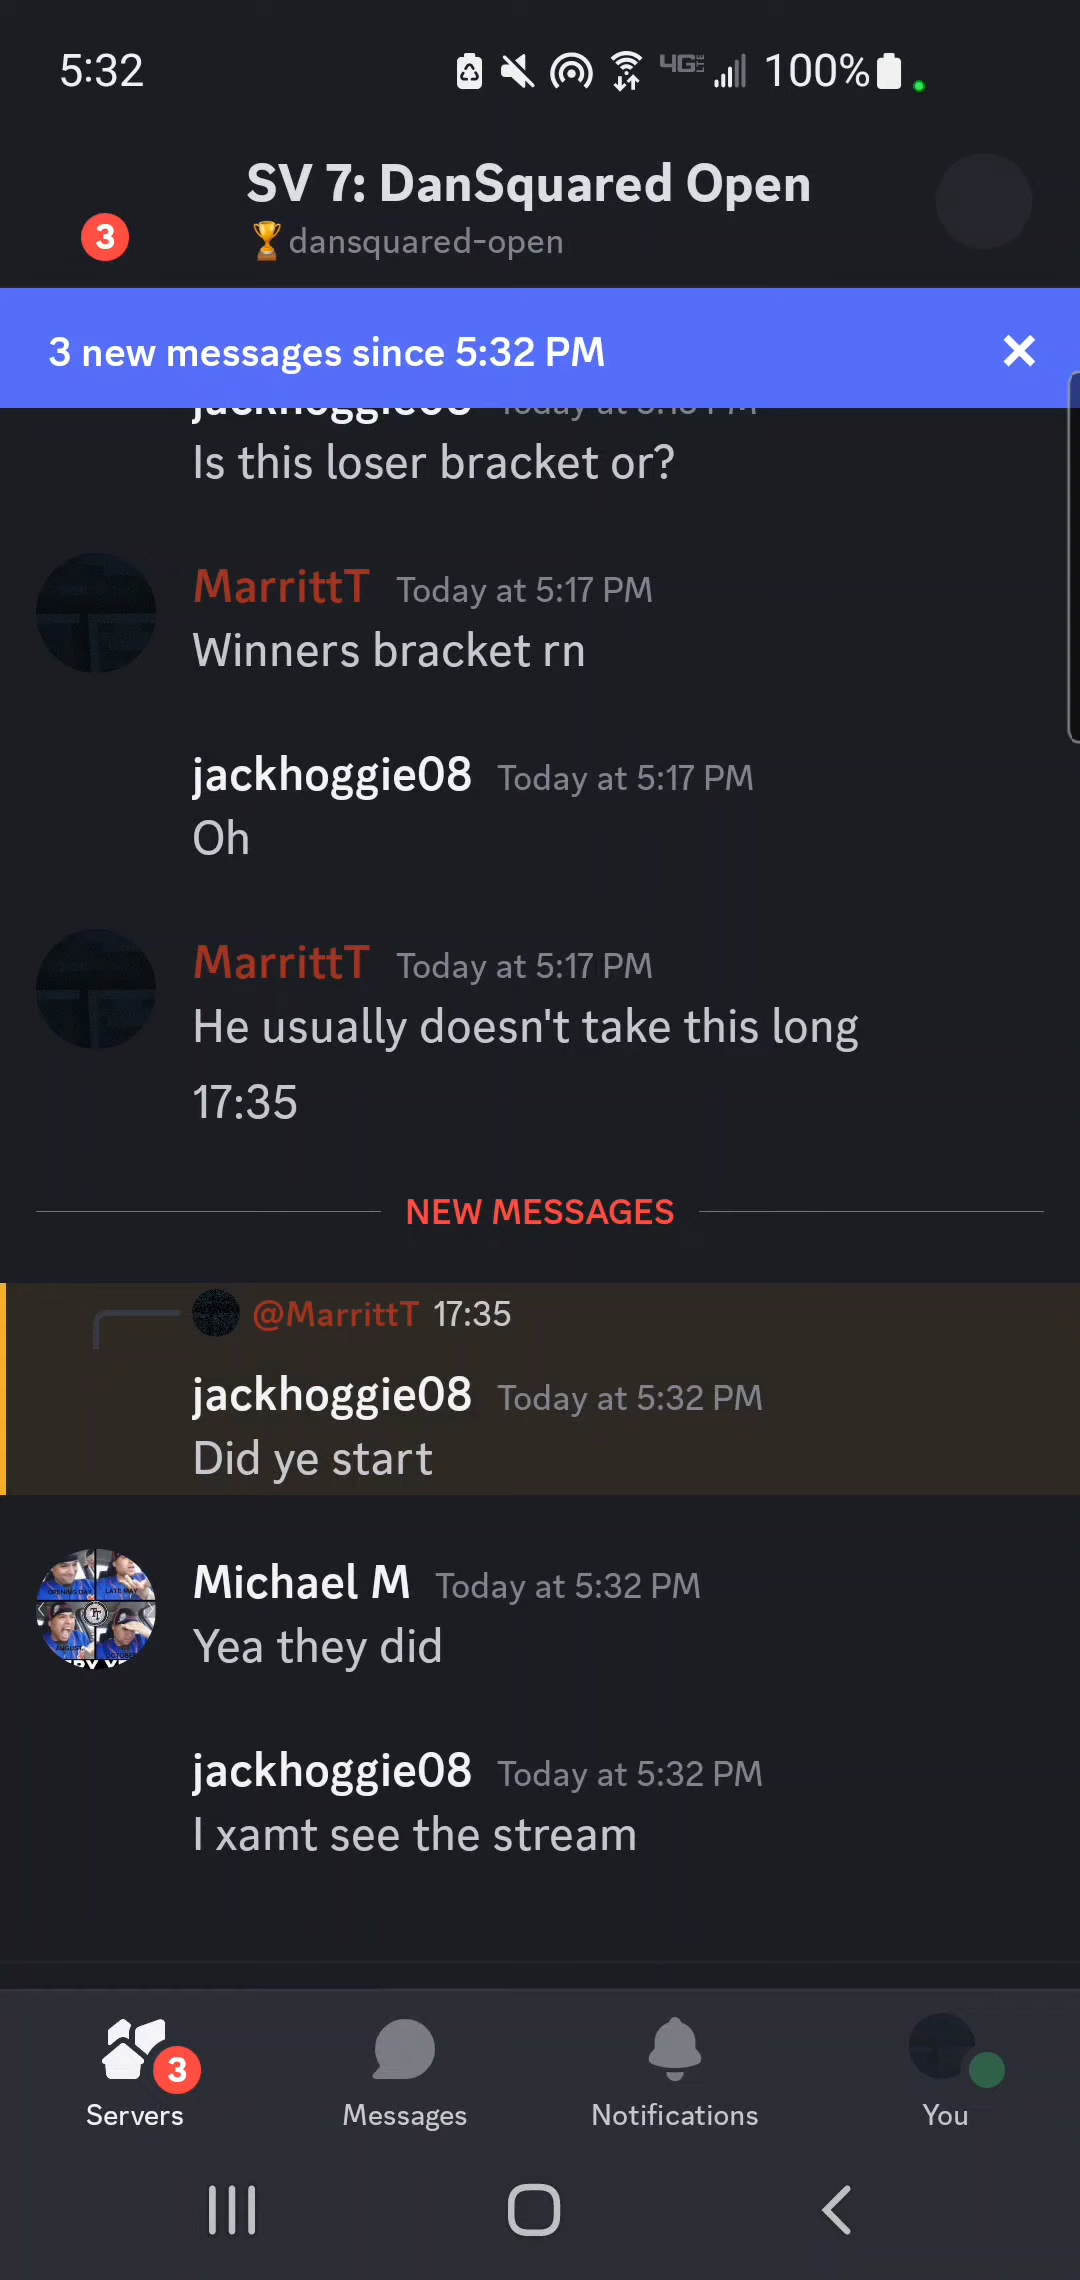 5:32
4G LTE 100%
SV 7: DanSquared Open
3
🏆dansquared-open
3 new messages since 5:32 PM
jackhoggie08
Is this loser bracket or?
MarrittT Today at 5:17 PM
Winners bracket rn
jackhoggie08 Today at 5:17 PM
Oh
MarrittT Today at 5:17 PM
He usually doesn't take this long
17:35
NEW MESSAGES
@MarrittT 17:35
jackhoggie08 Today at 5:32 PM
Did ye start
Michael M Today at 5:32 PM
Yea they did
jackhoggie08 Today at 5:32 PM
I xamt see the stream
3
Servers
Messages
Notifications
You